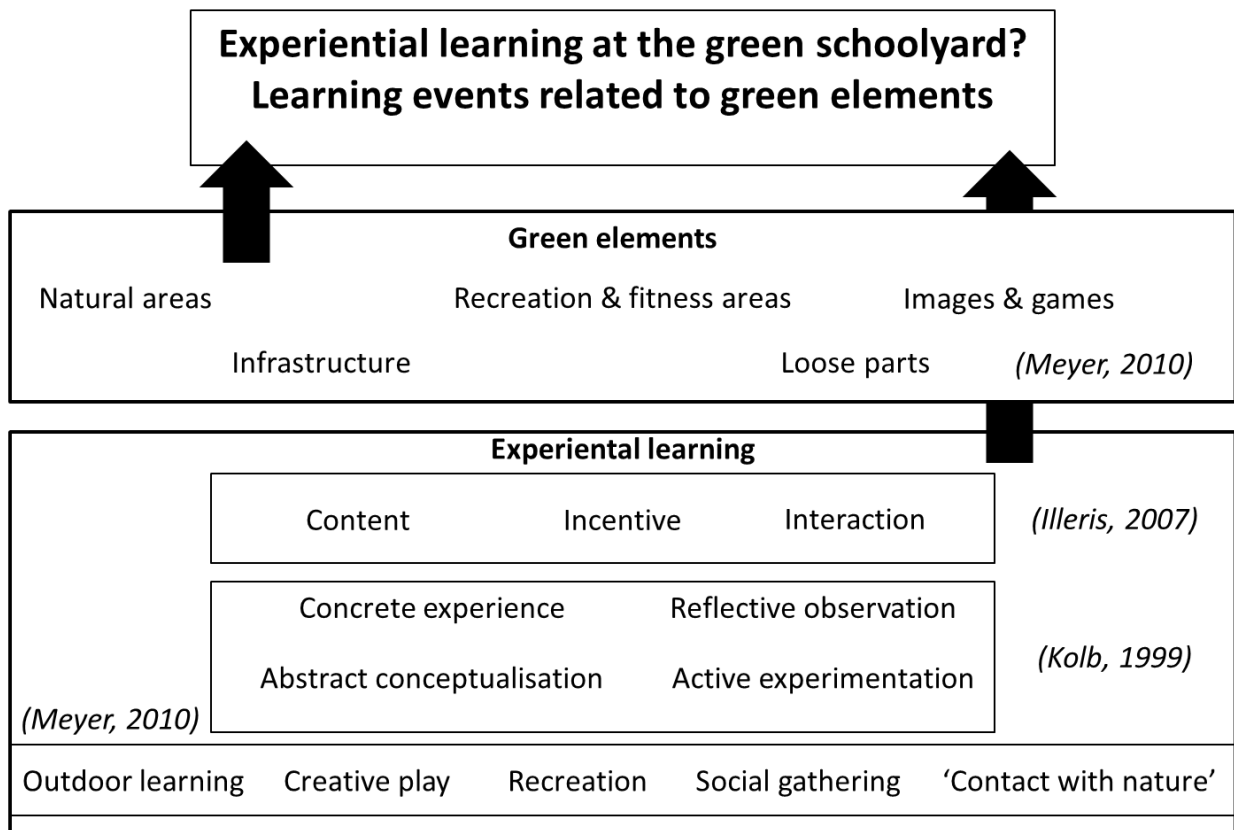 Experiential learning at the green schoolyard?
Learning events related to green elements
Green elements
Natural areas Recreation & fitness areas Images & games
Infrastructure Loose parts (Meyer, 2010)
Experiental learning
Content Incentive Interaction (Illeris, 2007)
Concrete experience Reflective observation
(Kolb, 1999)
Abstract conceptualisation Active experimentation
(Meyer, 2010)
Outdoor learning Creative play Recreation Social gathering ‘Contact with nature’